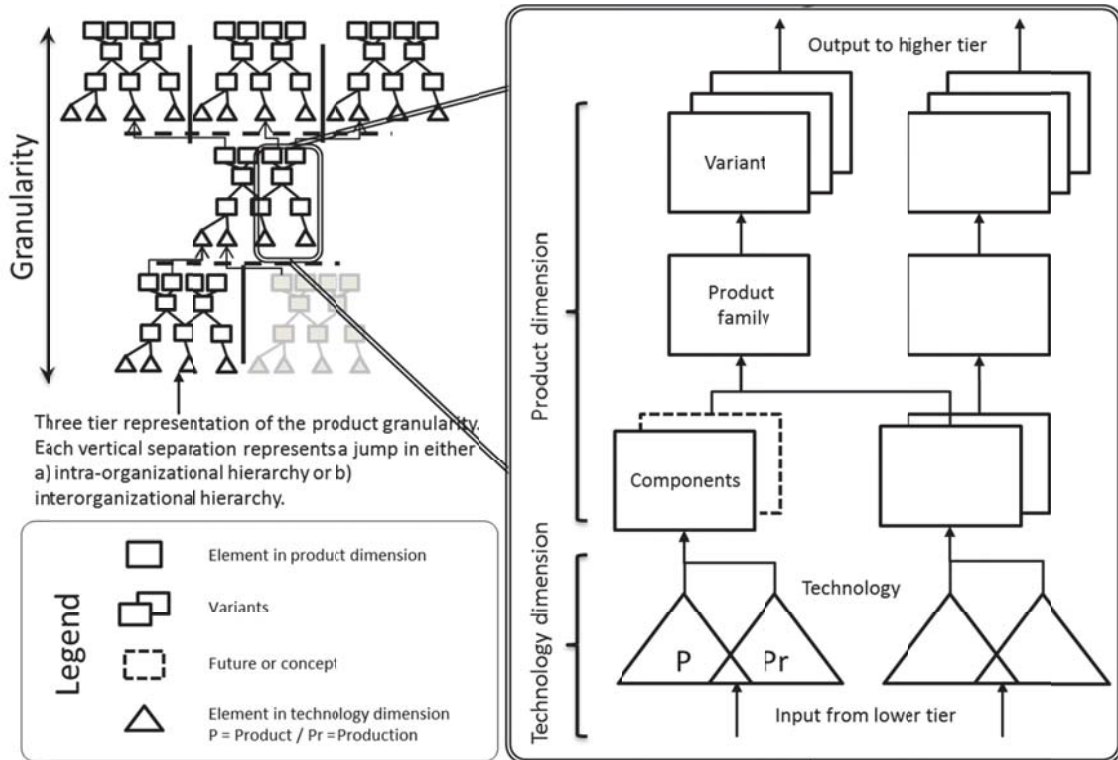 Granularity
Three tier representation of the product granularity.
Each vertical separation represents a jump in either
a) intra-organizational hierarchy or b)
interorganizational hierarchy.
Legend
Element in product dimension
Variants
Future or concept
Element in technology dimension
P = Product / Pr = Production
Product dimension
Technology dimension
Output to higher tier
Variant
Product
family
Components
Technology
P
Pr
Input from lower tier